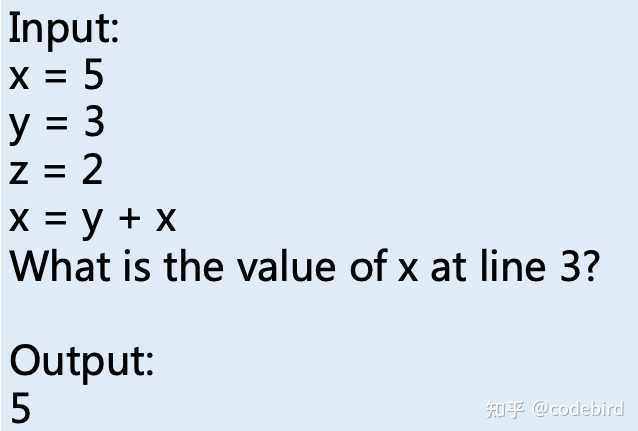 Input:
x = 5
y = 3
z = 2
x = y + x
What is the value of x at line 3?
Output:
5
知乎 @codebird